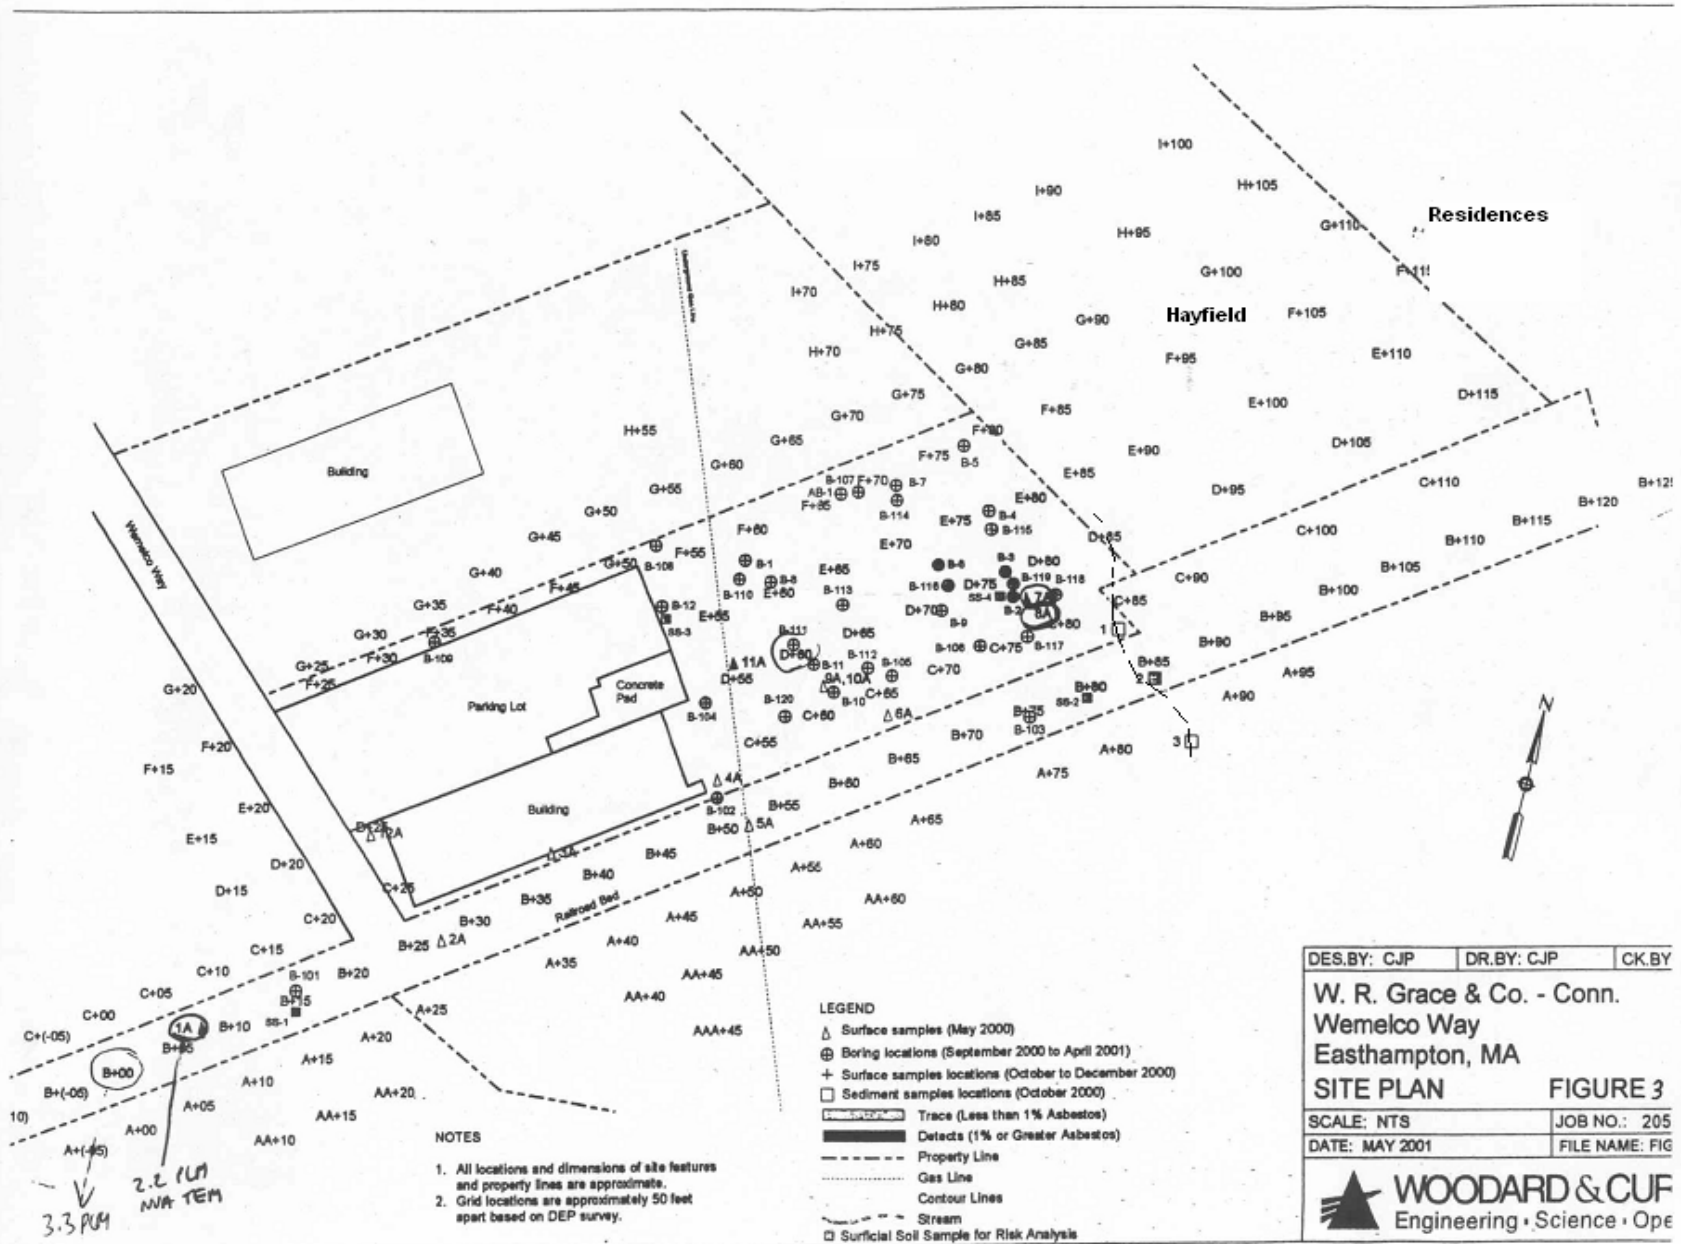 I+100
I+90
H+105
I+85
G+110
Residences
I+80
H+95
I+75
G+100
F+11
H+85
I+70
H+80
G+90
Hayfield
F+105
H+75
H+70
G+85
F+95
E+110
G+80
G+75
F+85
E+100
D+115
G+70
H+55
G+65
F+80
D+105
Building
F+75
E+90
B-5
G+60
E+85
G+55
B-107
F+70
B-7
AB-1
D+95
C+110
B+125
G+50
F+65
B-114
E+80
B+120
Wemelco Way
F+60
E+75
B-4
B-115
C+100
B+115
G+45
E+70
D+85
B+110
F+55
G+50
B-108
B-1
B-6
B-3
D+80
B+105
G+40
E+65
B-8
F+45
C+90
B-110
E+60
B-116
D+75
B-119
B-118
B+100
G+35
F+40
B-12
B-113
SS-4
B-2
7A
C+85
E+55
D+70
8A
B+95
G+30
F+35
SS-3
B-9
C+80
1
B-111
D+65
B+90
F+30
B-109
B-106
C+75
B-117
G+25
11A
D+60
B-11
B-112
B-105
C+70
B+85
A+95
F+25
D+55
9A, 10A
2
G+20
Concrete
Pad
C+65
B+80
A+90
Parking Lot
B-10
SS-2
B-104
B-120
C+60
6A
B+75
B-103
F+20
C+55
B+70
A+80
3
N
F+15
B+65
A+75
4A
B+60
E+20
Building
B-102
B+55
A+65
D+25
12A
B+50
5A
E+15
A+60
3A
B+45
D+20
A+55
B+40
C+25
D+15
B+35
A+50
AA+60
Railroad Bed
C+20
B+30
A+45
AA+55
B+25
2A
A+40
C+15
AA+50
A+35
C+10
B-101
B+20
AA+45
C+05
B+15
AA+40
C+00
SS-1
A+25
1A
B+10
AAA+45
C+(-05)
A+20
B+05
B+00
A+15
B+(-05)
A+10
AA+20
10)
A+05
AA+15
A+00
AA+10
A+(-05)
2.2 PLM
N/A TEM
3.3 PLM
NOTES
1. All locations and dimensions of site features
and property lines are approximate.
2. Grid locations are approximately 50 feet
apart based on DEP survey.
LEGEND
Surface samples (May 2000)
Boring locations (September 2000 to April 2001)
Surface samples locations (October to December 2000)
Sediment samples locations (October 2000)
Trace (Less than 1% Asbestos)
Detects (1% or Greater Asbestos)
Property Line
Gas Line
Contour Lines
Stream
Surficial Soil Sample for Risk Analysis
DES.BY: CJP DR.BY: CJP CK.BY
W. R. Grace & Co. - Conn.
Wemelco Way
Easthampton, MA
SITE PLAN FIGURE 3
SCALE: NTS JOB NO.: 205
DATE: MAY 2001 FILE NAME: FIG
WOODARD & CUR
Engineering · Science · Ope